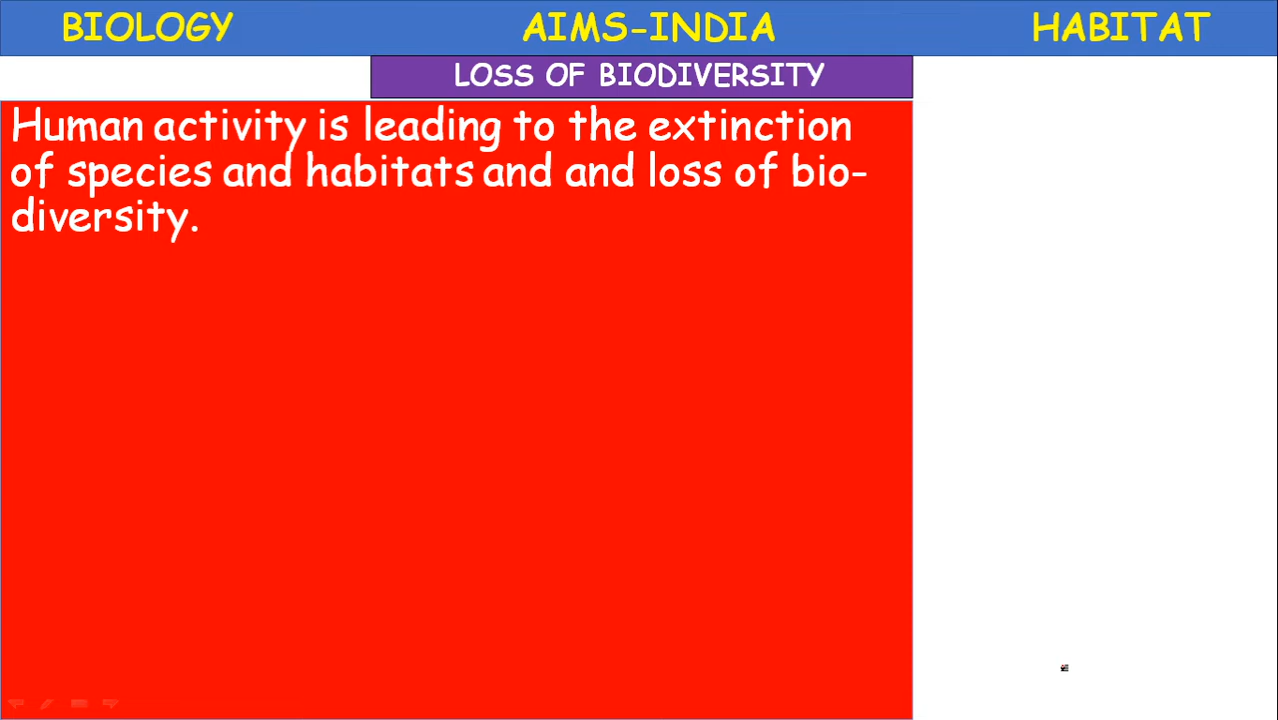 BIOLOGY AIMS-INDIA HABITAT
LOSS OF BIODIVERSITY
Human activity is leading to the extinction
of species and habitats and and loss of bio-
diversity.